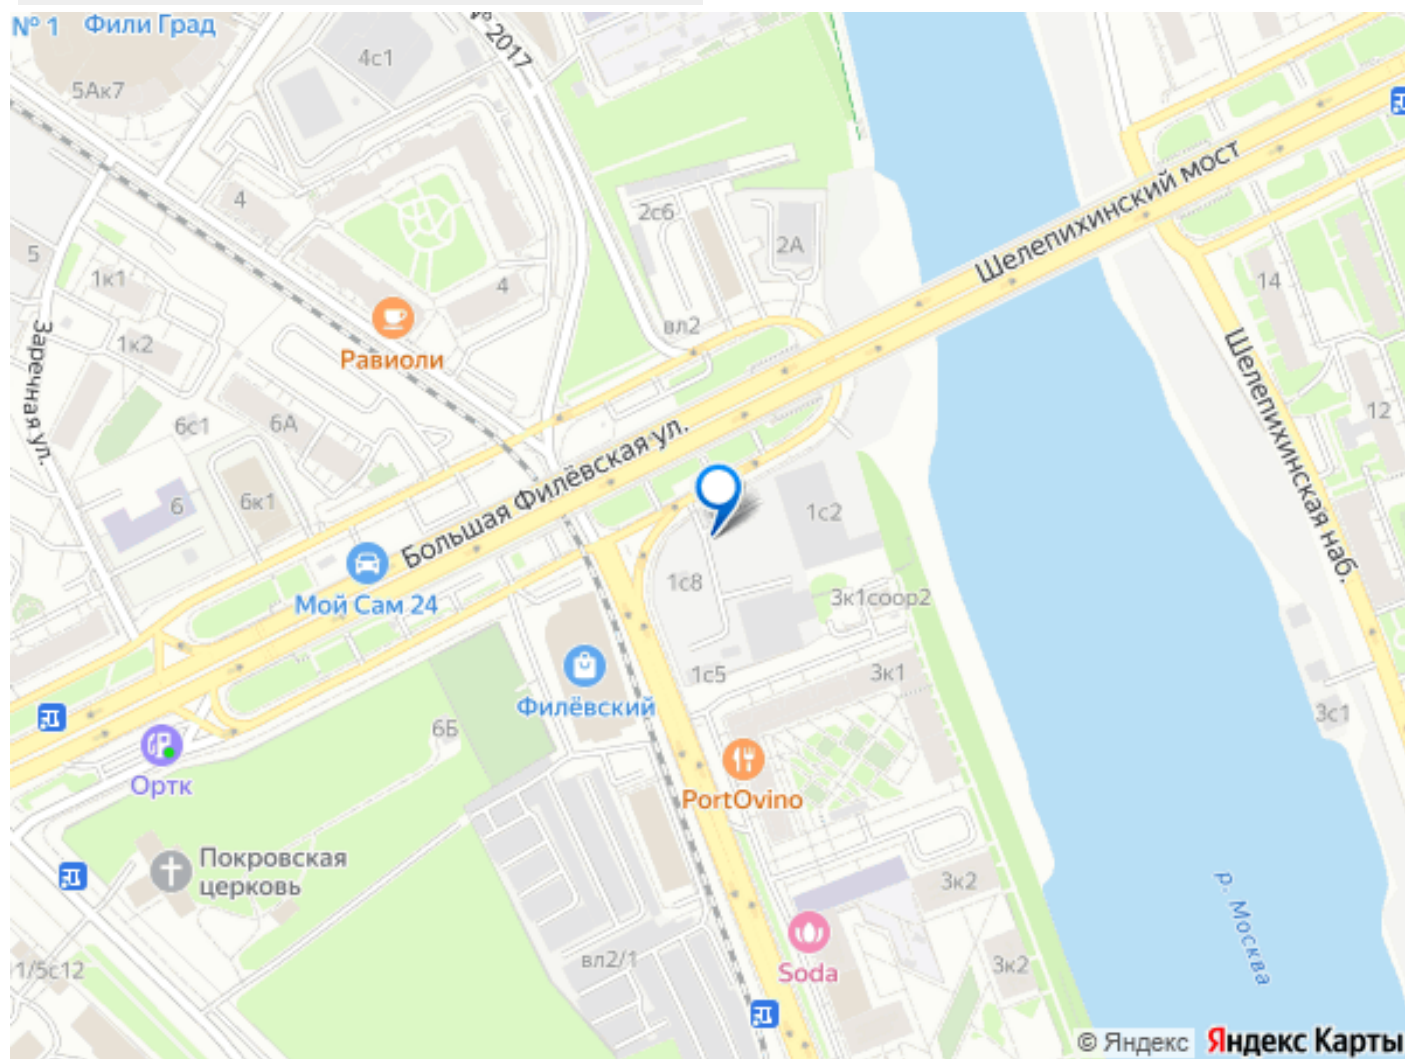 № 1 Фили Град
№ 2017
4с1
5Ак7
Шелепихинский мост
4
2с6
2А
5
1к1
4
14
вл2
1к2
Равиоли
Заречная ул.
Шелепихинская наб.
12
6с1
6А
Большая Филёвская ул.
6
6к1
1с2
1с8
Мой Сам 24
3к1соор2
1с5
3к1
Филёвский
3с1
6Б
Ортк
PortOvino
Покровская
церковь
3к2
р. Москва
вл2/1
1/5с12
Soda
3к2
© Яндекс Яндекс Карты